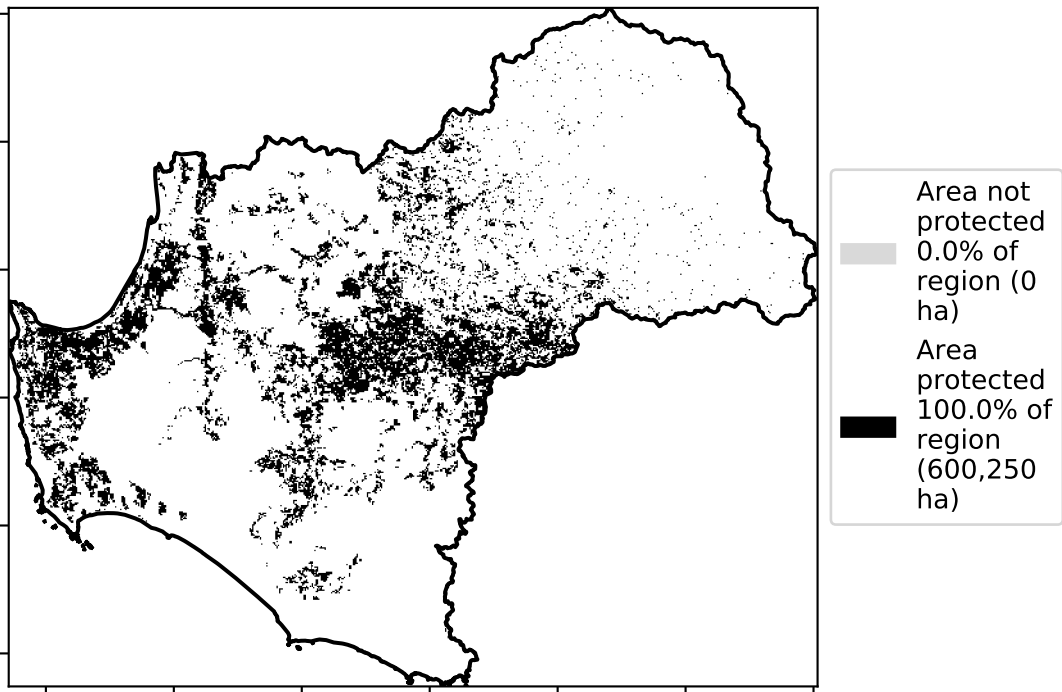 Area not
protected
0.0% of
region (0
ha)
Area
protected
100.0% of
region
(600,250
ha)